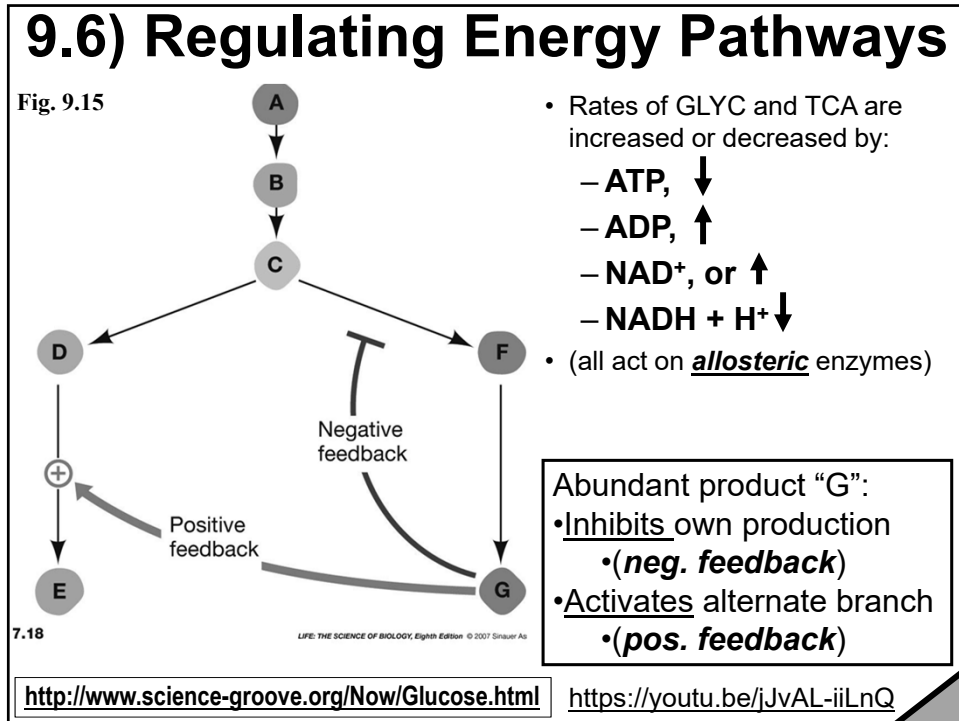 9.6) Regulating Energy Pathways
Fig. 9.15
A
B
C
D
F
Negative
feedback
+
Positive
feedback
E
G
7.18
LIFE: THE SCIENCE OF BIOLOGY, Eighth Edition © 2007 Sinauer As
• Rates of GLYC and TCA are
increased or decreased by:
– ATP, ↓
– ADP, ↑
– NAD⁺, or ↑
– NADH + H⁺ ↓
• (all act on allosteric enzymes)
Abundant product “G”:
•Inhibits own production
•(neg. feedback)
•Activates alternate branch
•(pos. feedback)
http://www.science-groove.org/Now/Glucose.html
https://youtu.be/jJvAL-iiLnQ